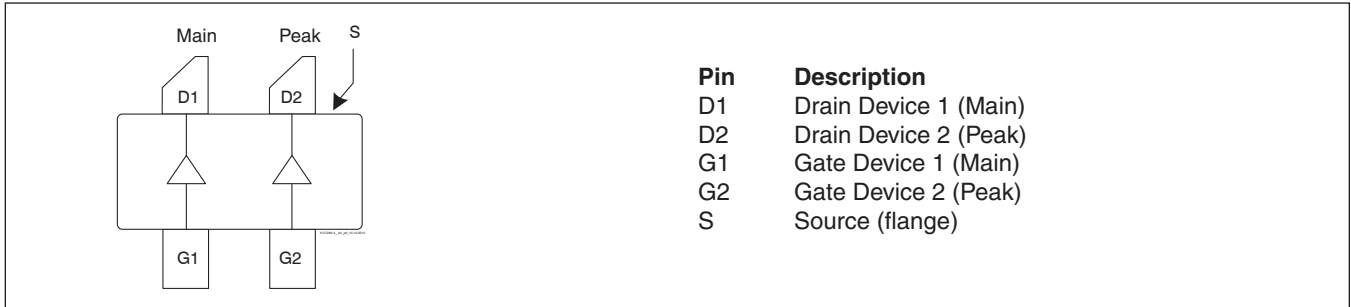 Main Peak S
D1 D2
G1 G2
Pin Description
D1 Drain Device 1 (Main)
D2 Drain Device 2 (Peak)
G1 Gate Device 1 (Main)
G2 Gate Device 2 (Peak)
S Source (flange)